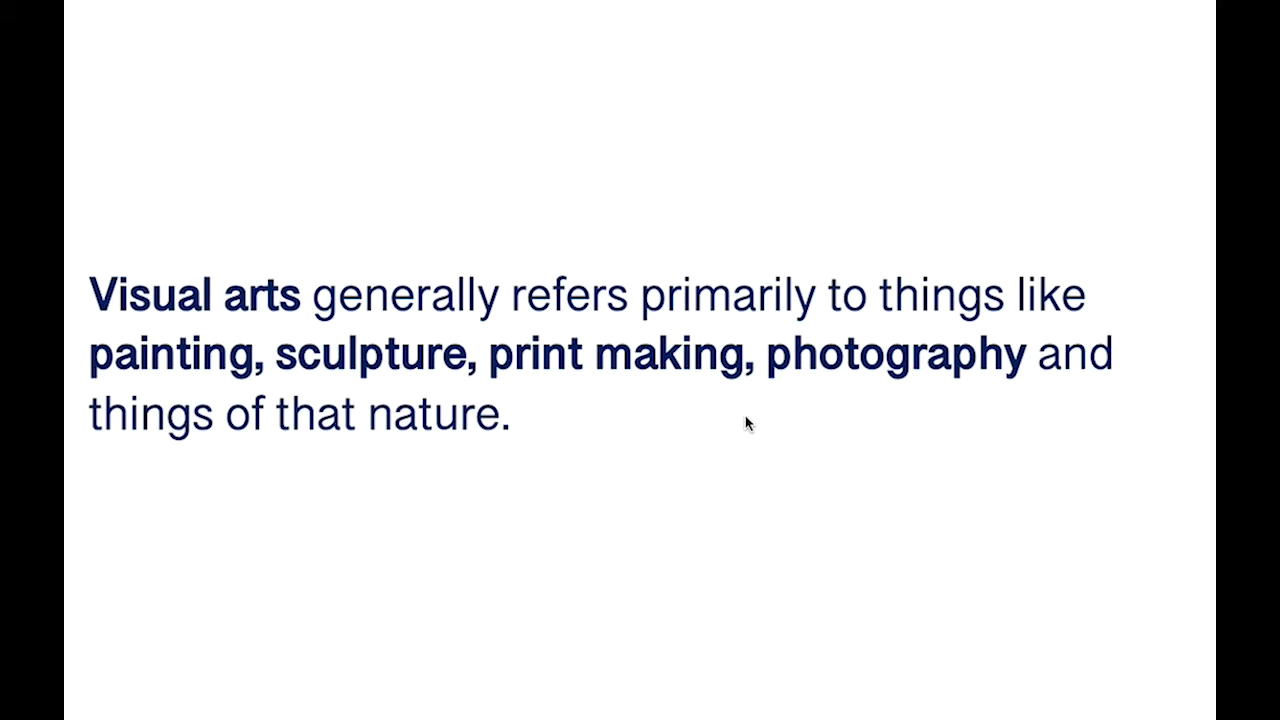 Visual arts generally refers primarily to things like
painting, sculpture, print making, photography and
things of that nature.